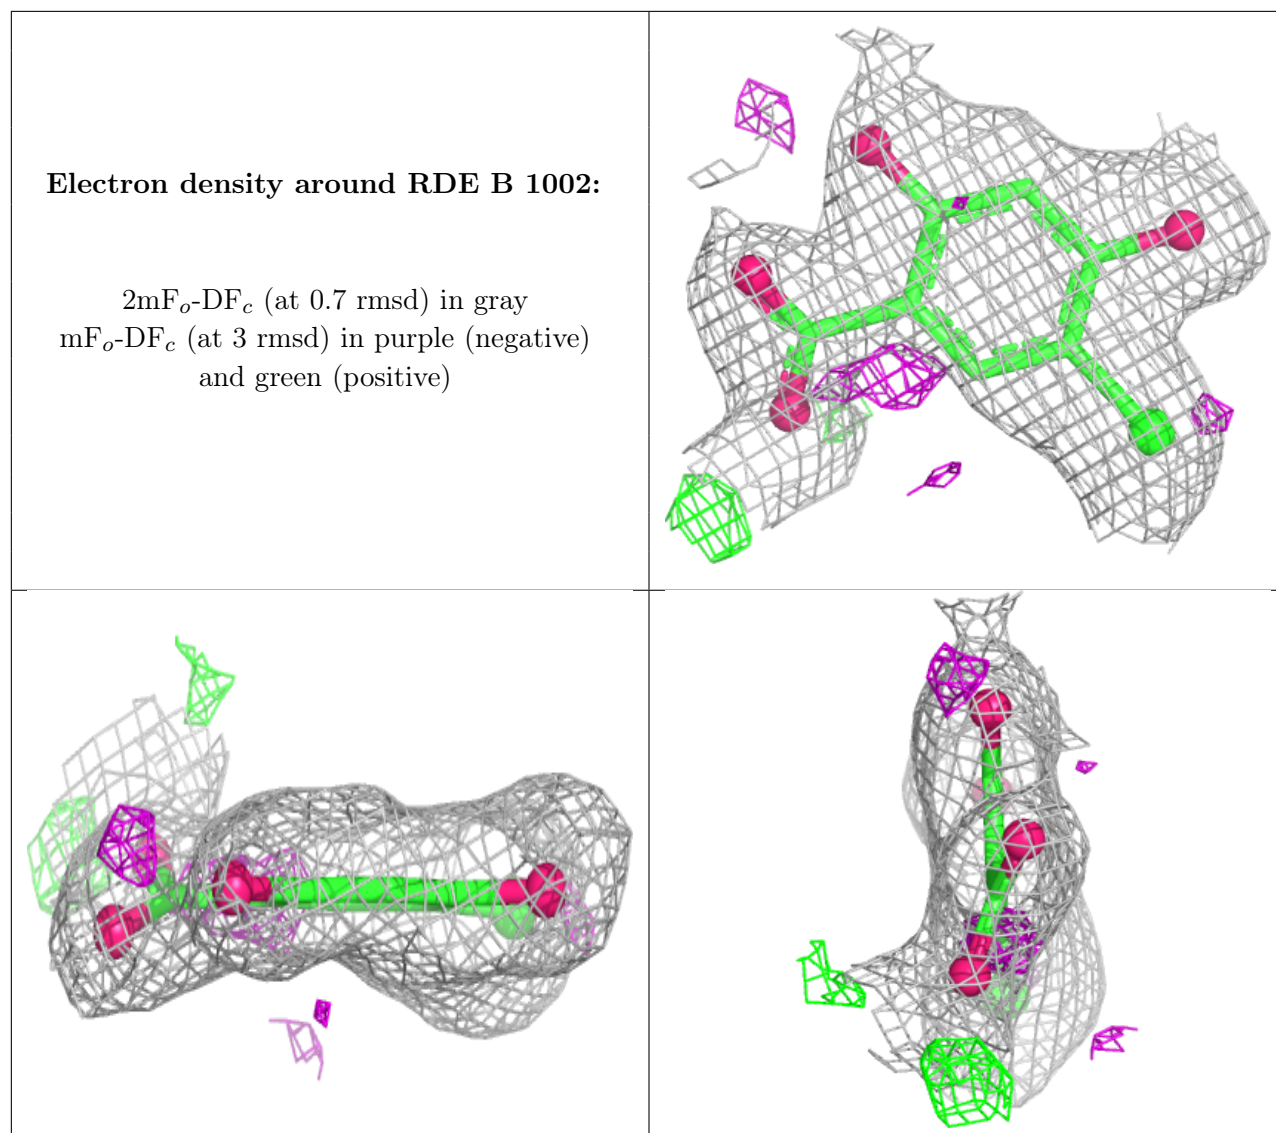 Electron density around RDE B 1002:
2mFo-DFc (at 0.7 rmsd) in gray
mFo-DFc (at 3 rmsd) in purple (negative)
and green (positive)